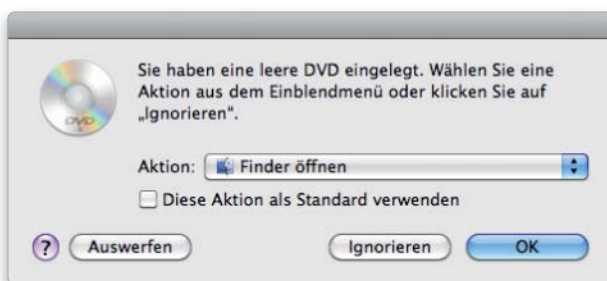 Sie haben eine leere DVD eingelegt. Wählen Sie eine
Aktion aus dem Einblendmenü oder klicken Sie auf
„Ignorieren“.
DVD
Aktion: Finder öffnen
Diese Aktion als Standard verwenden
? Auswerfen Ignorieren OK